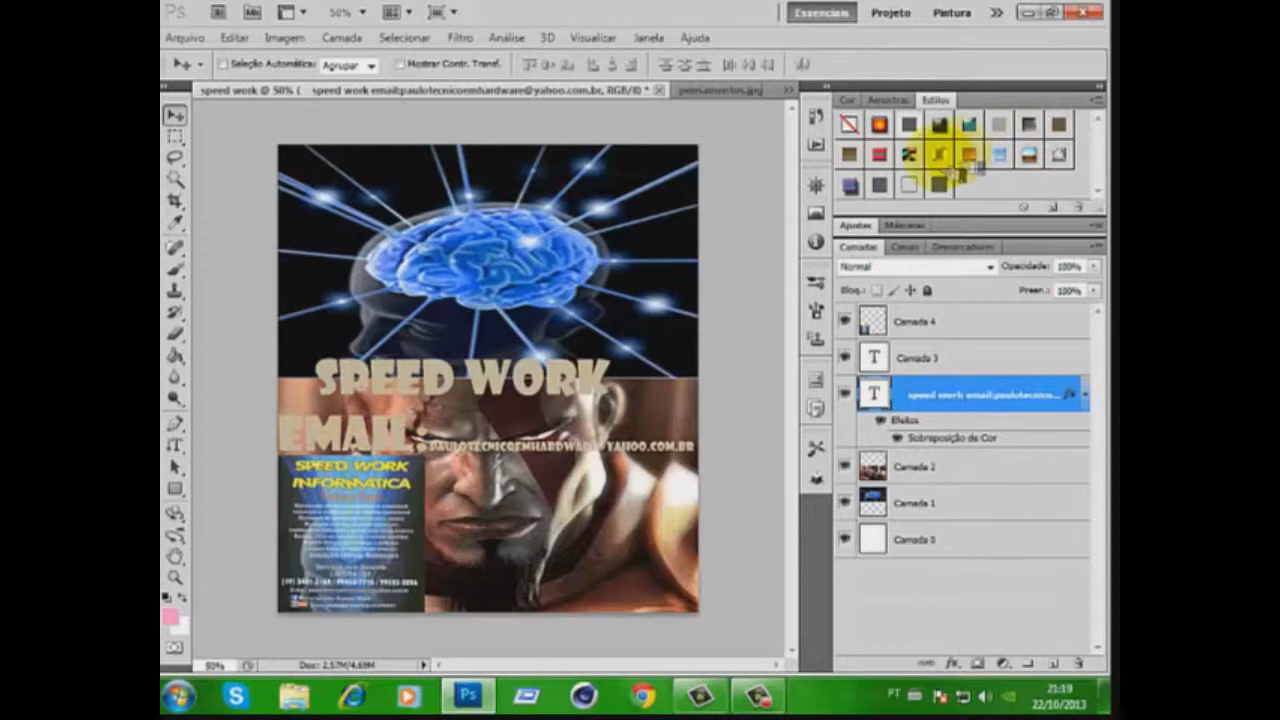 Ps Br Mb 50% Essenciais Projeto Pintura
Arquivo Editar Imagem Camada Selecionar Filtro Análise 3D Visualizar Janela Ajuda
Seleção Automática: Agrupar Mostrar Contr. Transf.
speed work @ 50% ( speed work email;paulotecnicoemhardware@yahoo.com.br, RGB/8) * pensamentos.jpg
Cor Amostras Estilos
Ajustes Máscaras
Camadas Canais Demarcadores
Normal Opacidade: 100%
Bloq.: Preen.: 100%
Camada 4
T Camada 3
T speed work email;paulotecnico... fx
Efeitos
Sobreposição de Cor
Camada 2
Camada 1
Camada 0
SPEED WORK
EMAIL: PAULOTECNICOEMHARDWARE@YAHOO.COM.BR
SPEED WORK
INFORMÁTICA
50% Doc: 2,57M/4,69M
PT 21:19
22/10/2013